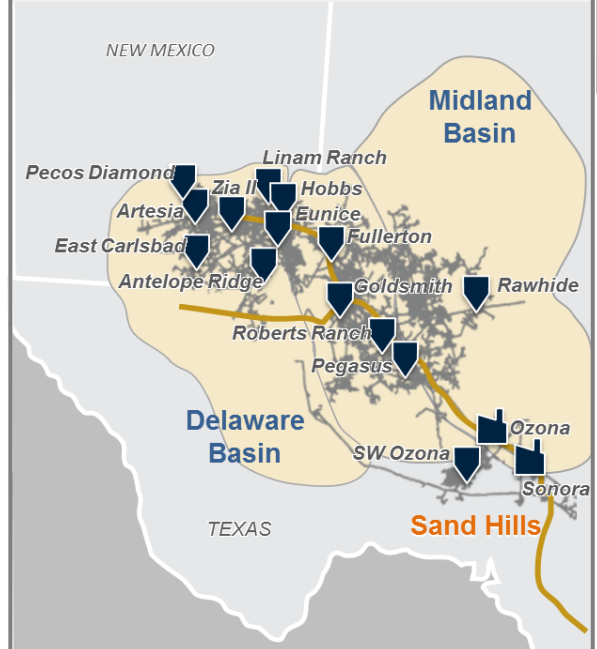 NEW MEXICO
Midland
Basin
Linam Ranch
Pecos Diamond
Zia II
Hobbs
Artesia
Eunice
Fullerton
East Carlsbad
Antelope Ridge
Goldsmith
Rawhide
Roberts Ranch
Pegasus
Delaware
Basin
Ozona
SW Ozona
Sonora
Sand Hills
TEXAS